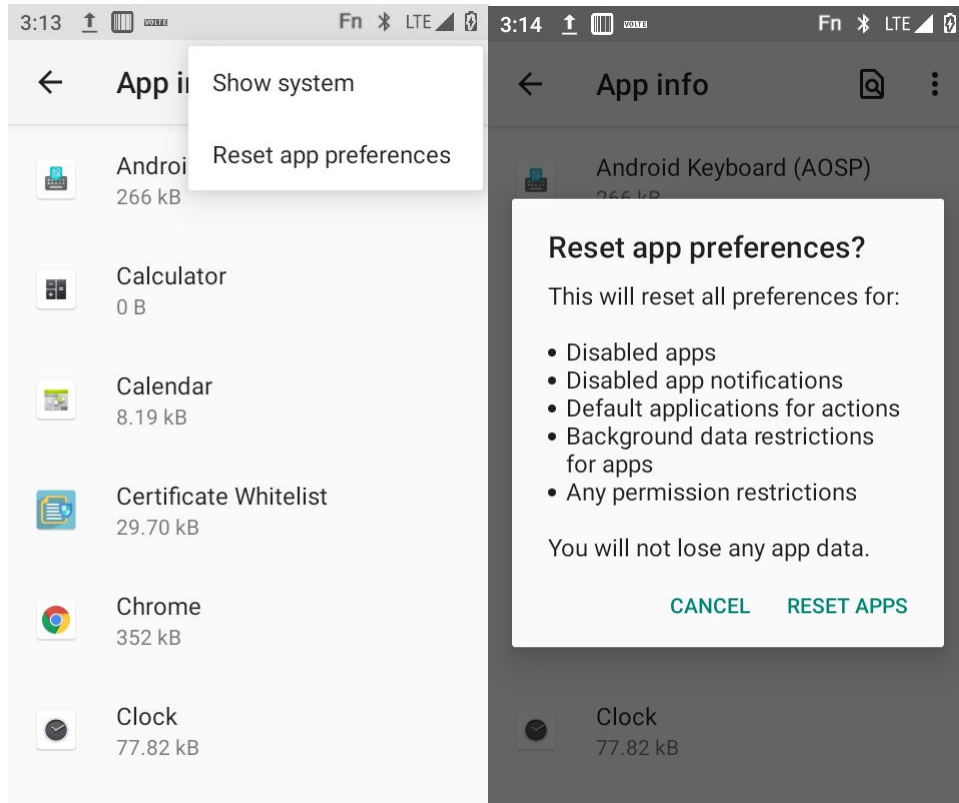 3:13 VOLTE Fn LTE
Show system
App i
Reset app preferences
Androi
266 kB
Calculator
0 B
Calendar
8.19 kB
Certificate Whitelist
29.70 kB
Chrome
352 kB
Clock
77.82 kB
3:14 VOLTE Fn LTE
App info
Android Keyboard (AOSP)
266 kB
Reset app preferences?
This will reset all preferences for:
• Disabled apps
• Disabled app notifications
• Default applications for actions
• Background data restrictions
for apps
• Any permission restrictions
You will not lose any app data.
CANCEL RESET APPS
Clock
77.82 kB